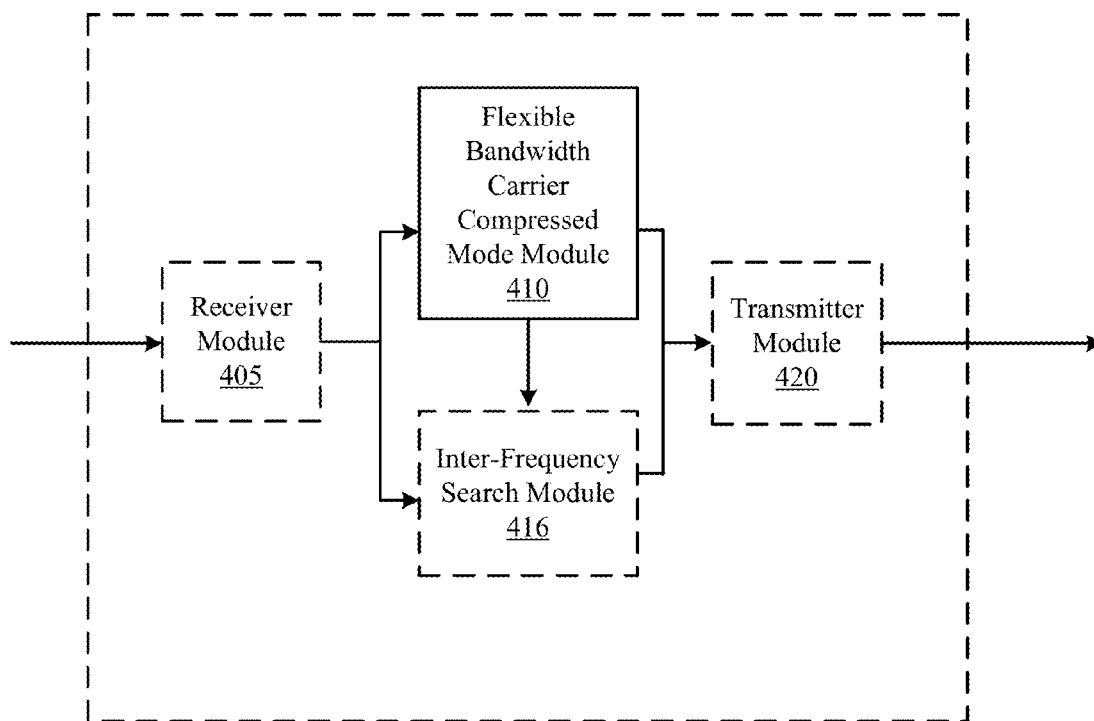 Flexible
Bandwidth
Carrier
Compressed
Mode Module
410
Receiver
Module
405
Transmitter
Module
420
Inter-Frequency
Search Module
416